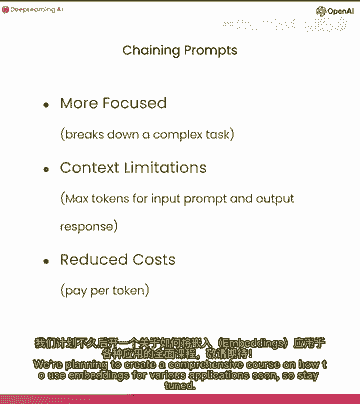 DeepLearning.AI
OpenAI
Chaining Prompts
• More Focused
(breaks down a complex task)
• Context Limitations
(Max tokens for input prompt and output
response)
• Reduced Costs
(pay per token)
我们计划不久后开一个关于如何将嵌入（Embeddings）应用于
各种应用的全面课程，敬请期待！
We're planning to create a comprehensive course on how t
o use embeddings for various applications soon, so stay
tuned.